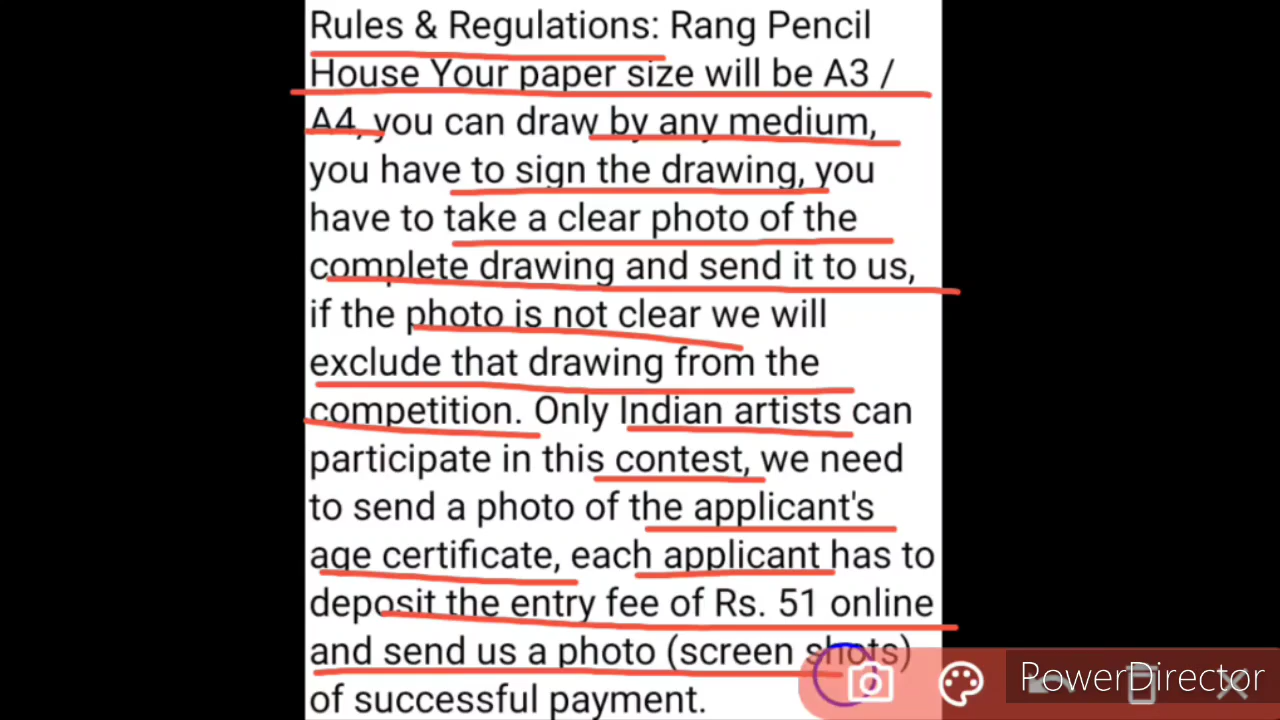 Rules & Regulations: Rang Pencil
House Your paper size will be A3 /
A4, you can draw by any medium,
you have to sign the drawing, you
have to take a clear photo of the
complete drawing and send it to us,
if the photo is not clear we will
exclude that drawing from the
competition. Only Indian artists can
participate in this contest, we need
to send a photo of the applicant's
age certificate, each applicant has to
deposit the entry fee of Rs. 51 online
and send us a photo (screen shots)
of successful payment.
PowerDirector